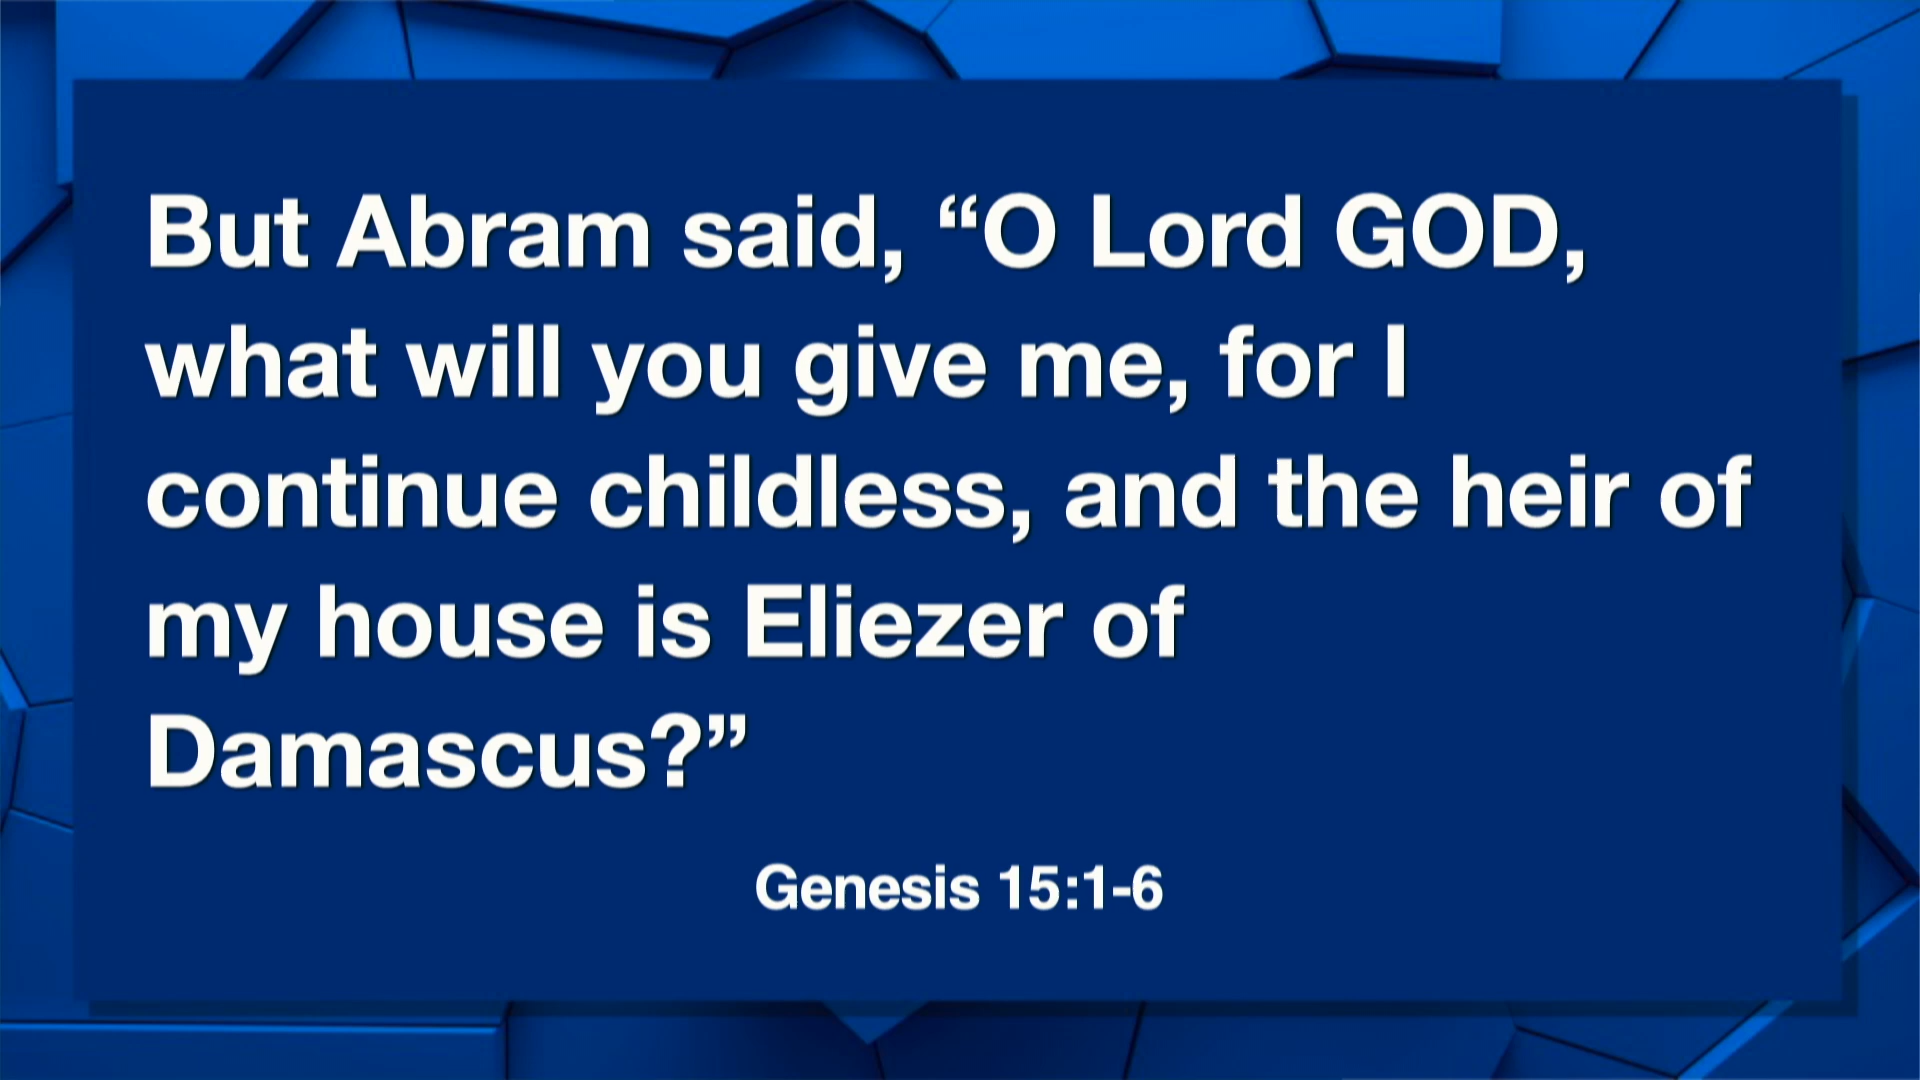 But Abram said, “O Lord GOD,
what will you give me, for I
continue childless, and the heir of
my house is Eliezer of
Damascus?”
Genesis 15:1-6